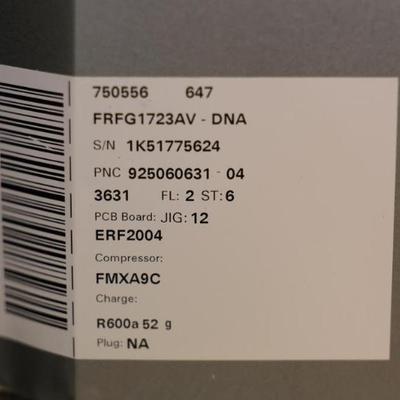 750556 647
FRFG1723AV - DNA
S/N 1K51775624
PNC 925060631 - 04
3631 FL: 2 ST: 6
PCB Board: JIG: 12
ERF2004
Compressor:
FMXA9C
Charge:
R600a 52 g
Plug: NA